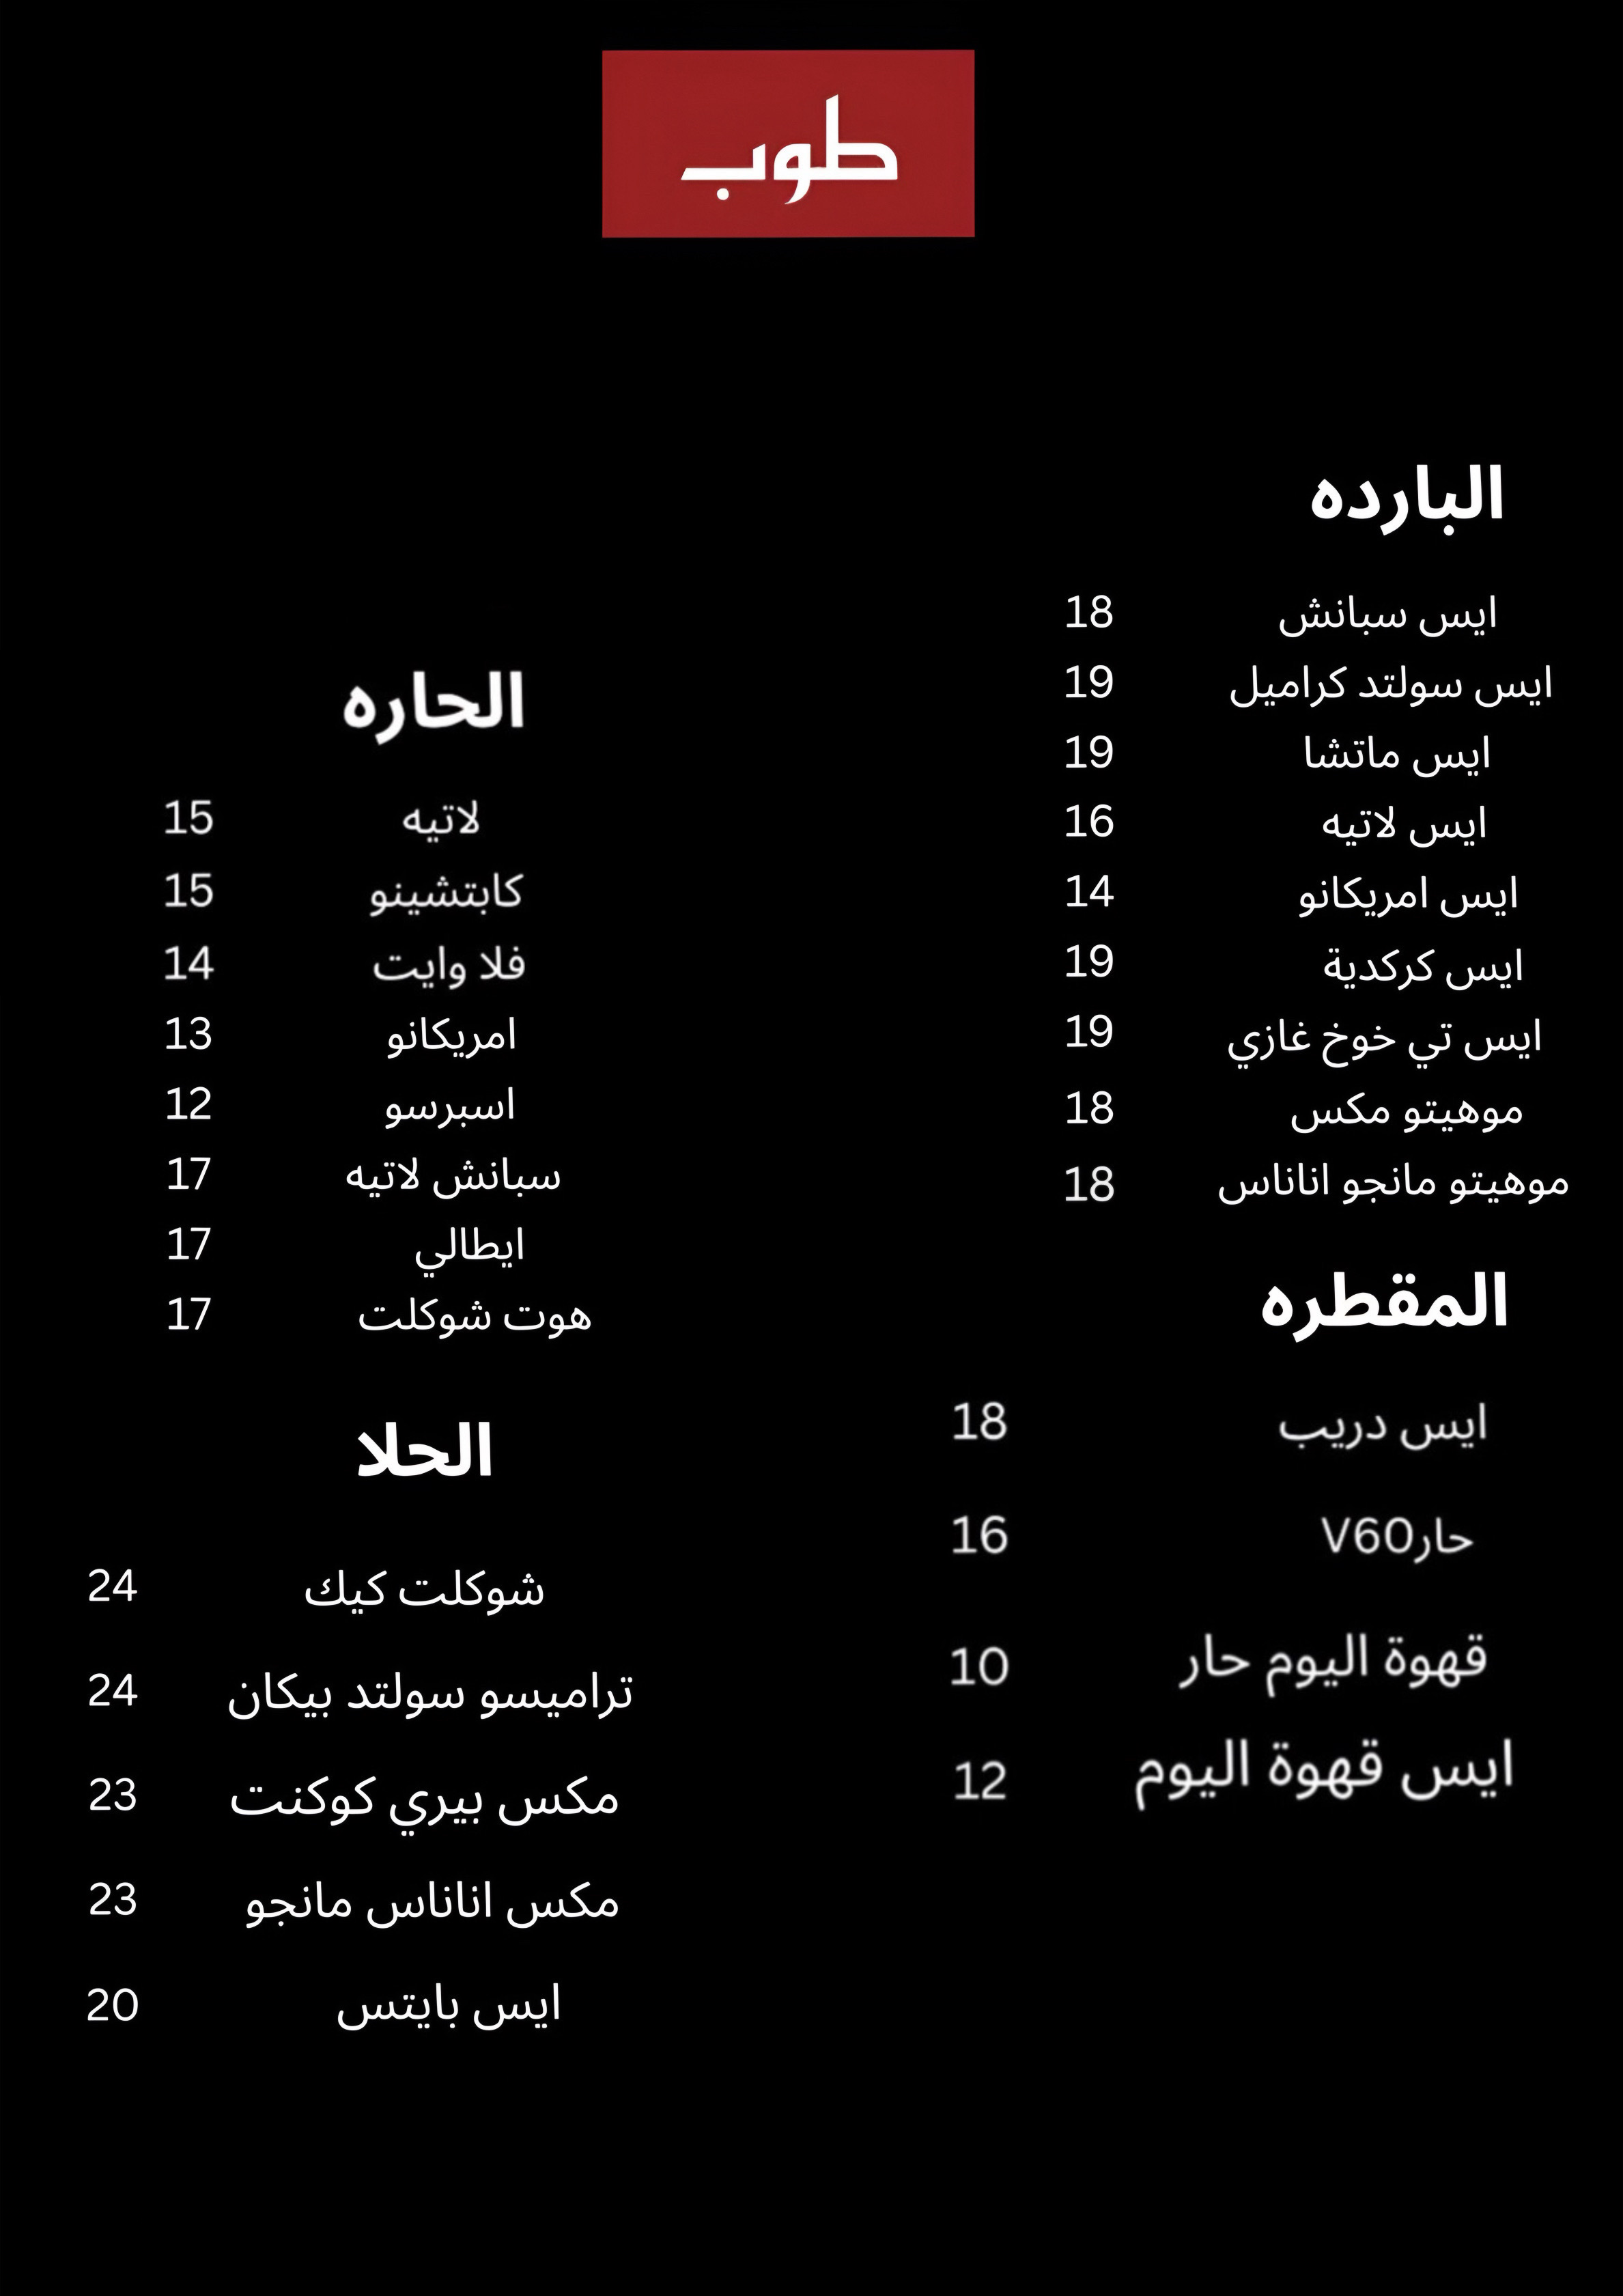 طوب
البارده
ايس سبانش 18
ايس سولتد كراميل 19
ايس ماتشا 19
ايس لاتيه 16
ايس امريكانو 14
ايس كركدية 19
ايس تي خوخ غازي 19
موهيتو مكس 18
موهيتو مانجو اناناس 18
المقطره
ايس دريب 18
حارV60 16
قهوة اليوم حار 10
ايس قهوة اليوم 12
الحاره
لاتيه 15
كابتشينو 15
فلا وايت 14
امريكانو 13
اسبرسو 12
سبانش لاتيه 17
ايطالي 17
هوت شوكلت 17
الحلا
شوكلت كيك 24
تراميسو سولتد بيكان 24
مكس بيري كوكنت 23
مكس اناناس مانجو 23
ايس بايتس 20